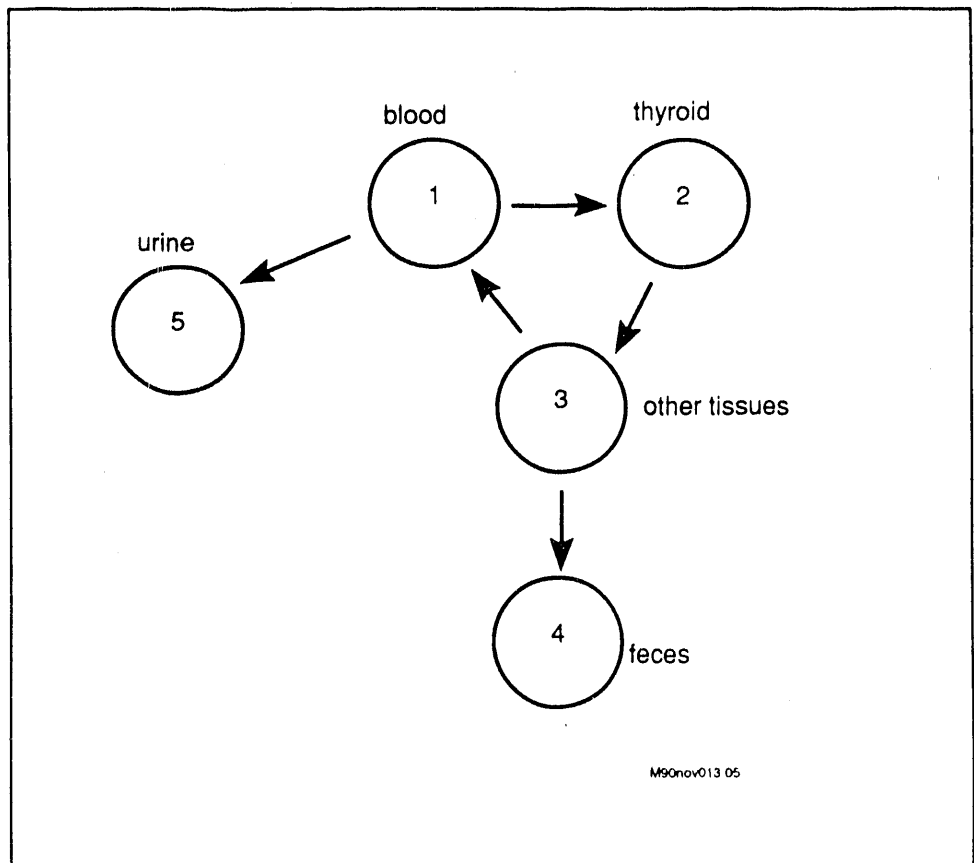 blood
thyroid
1
2
urine
5
3
other tissues
4
feces
M90nov013 05